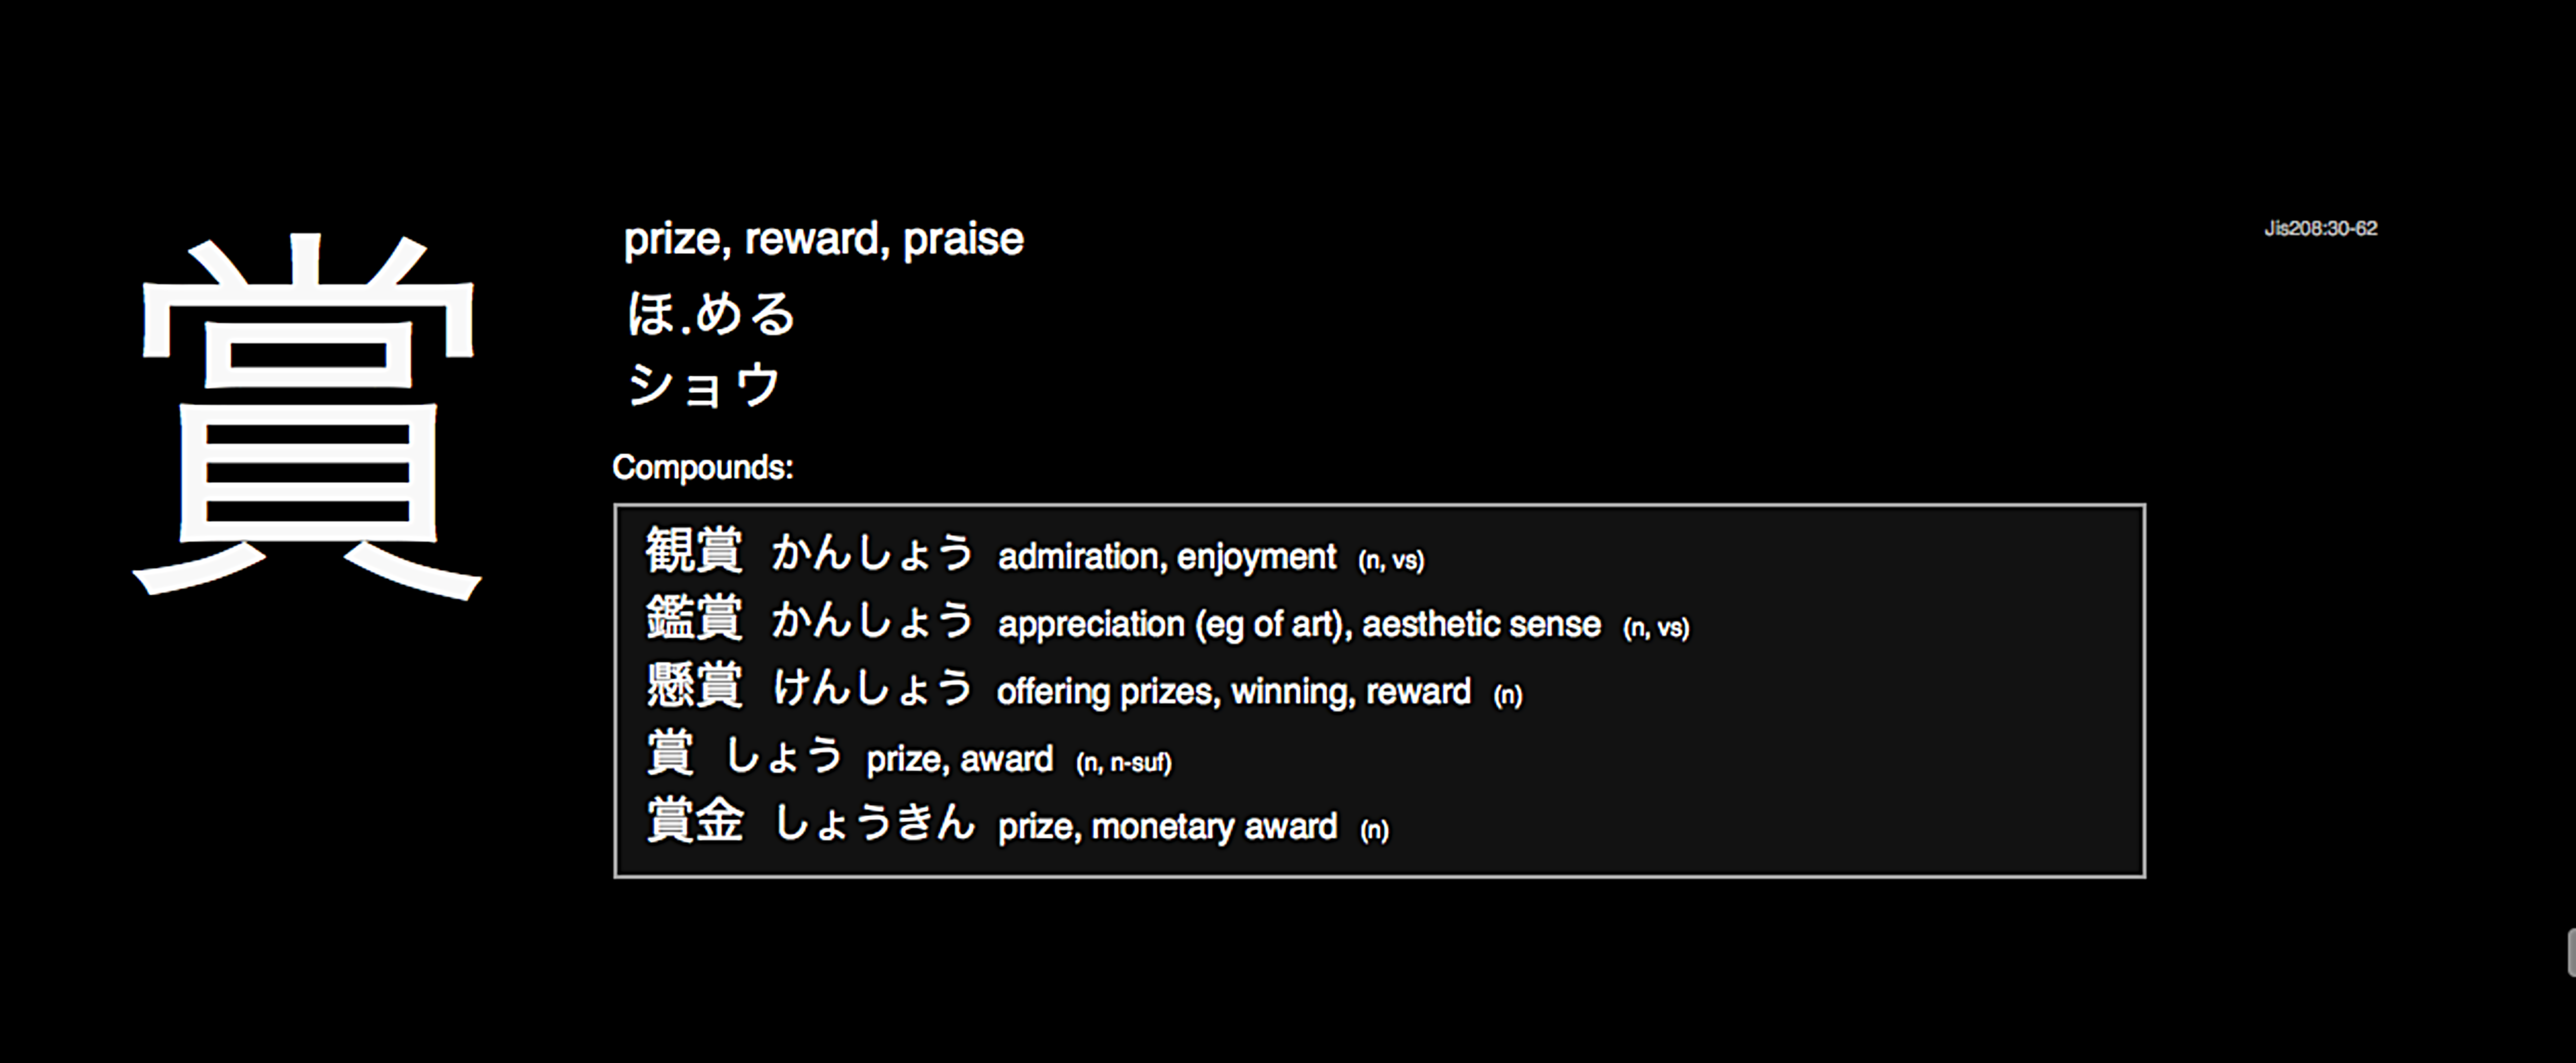 賞
prize, reward, praise
Jis208:30-62
ほ.める
ショウ
Compounds:
観賞 かんしょう admiration, enjoyment (n, vs)
鑑賞 かんしょう appreciation (eg of art), aesthetic sense (n, vs)
懸賞 けんしょう offering prizes, winning, reward (n)
賞 しょう prize, award (n, n-suf)
賞金 しょうきん prize, monetary award (n)